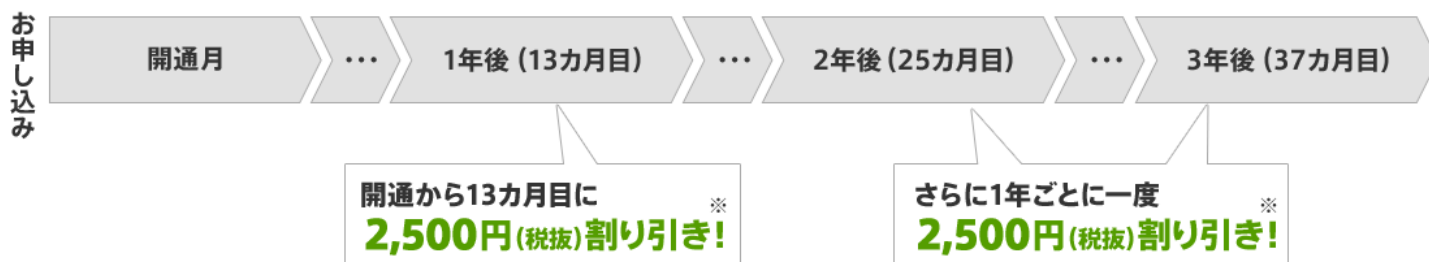 お申し込み
開通月
…
1年後（13カ月目）
…
2年後（25カ月目）
…
3年後（37カ月目）
開通から13カ月目に
2,500円（税抜）割り引き！※
さらに1年ごとに一度
2,500円（税抜）割り引き！※